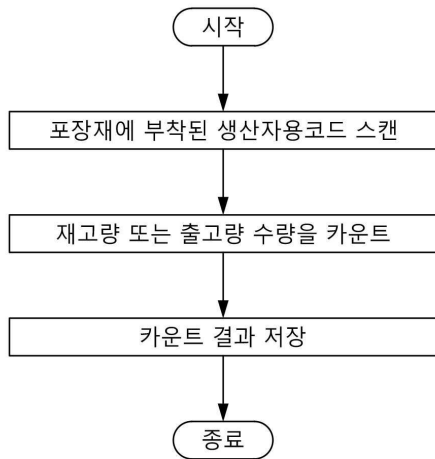 시작
포장재에 부착된 생산자용코드 스캔
재고량 또는 출고량 수량을 카운트
카운트 결과 저장
종료